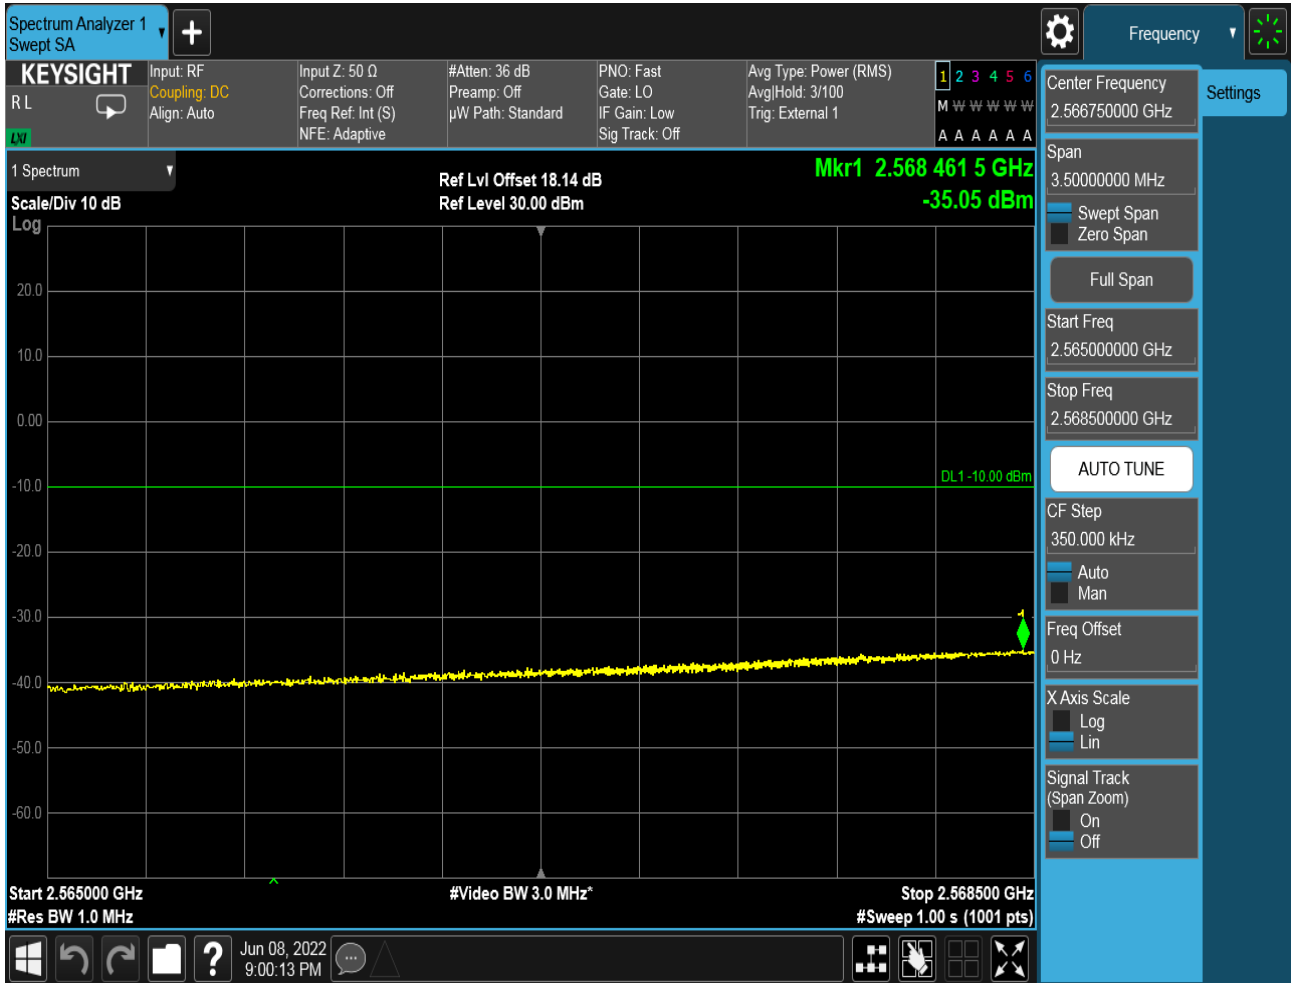 Spectrum Analyzer 1
Swept SA
Frequency
KEYSIGHT
R L
LXI
Input: RF
Coupling: DC
Align: Auto
Input Z: 50 Ω
Corrections: Off
Freq Ref: Int (S)
NFE: Adaptive
#Atten: 36 dB
Preamp: Off
µW Path: Standard
PNO: Fast
Gate: LO
IF Gain: Low
Sig Track: Off
Avg Type: Power (RMS)
Avg|Hold: 3/100
Trig: External 1
1 2 3 4 5 6
M W W W W W
A A A A A A
1 Spectrum
Scale/Div 10 dB
Log
Ref Lvl Offset 18.14 dB
Ref Level 30.00 dBm
Mkr1 2.568 461 5 GHz
-35.05 dBm
20.0
10.0
0.00
-10.0
-20.0
-30.0
-40.0
-50.0
-60.0
DL1 -10.00 dBm
1
Start 2.565000 GHz
#Res BW 1.0 MHz
#Video BW 3.0 MHz*
Stop 2.568500 GHz
#Sweep 1.00 s (1001 pts)
Jun 08, 2022
9:00:13 PM
?
Center Frequency
2.566750000 GHz
Span
3.50000000 MHz
Swept Span
Zero Span
Full Span
Start Freq
2.565000000 GHz
Stop Freq
2.568500000 GHz
AUTO TUNE
CF Step
350.000 kHz
Auto
Man
Freq Offset
0 Hz
X Axis Scale
Log
Lin
Signal Track
(Span Zoom)
On
Off
Settings